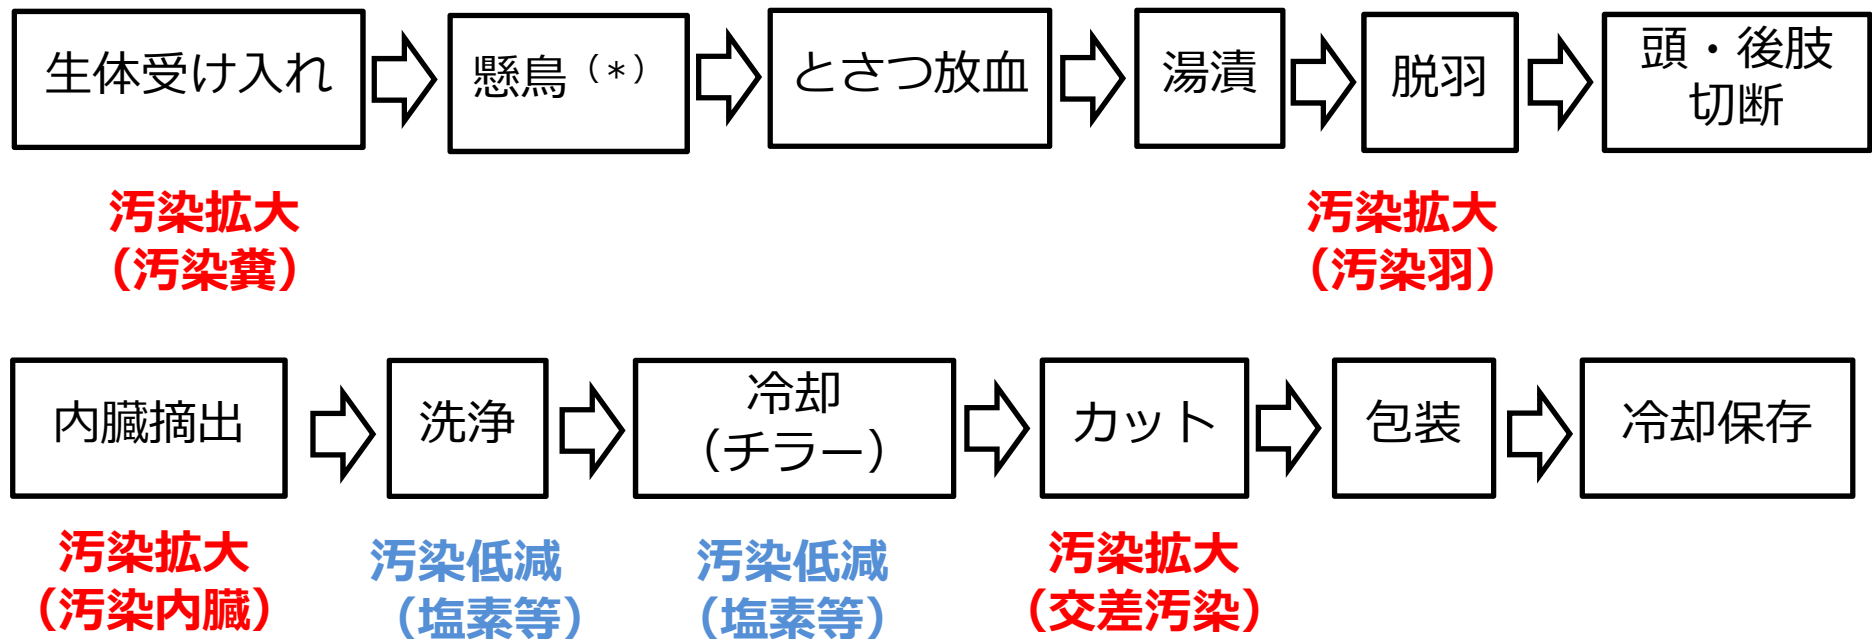 生体受け入れ
懸鳥（*）
とさつ放血
湯漬
脱羽
頭・後肢
切断
汚染拡大
（汚染糞）
汚染拡大
（汚染羽）
内臓摘出
洗浄
冷却
（チラー）
カット
包装
冷却保存
汚染拡大
（汚染内臓）
汚染低減
（塩素等）
汚染低減
（塩素等）
汚染拡大
（交差汚染）